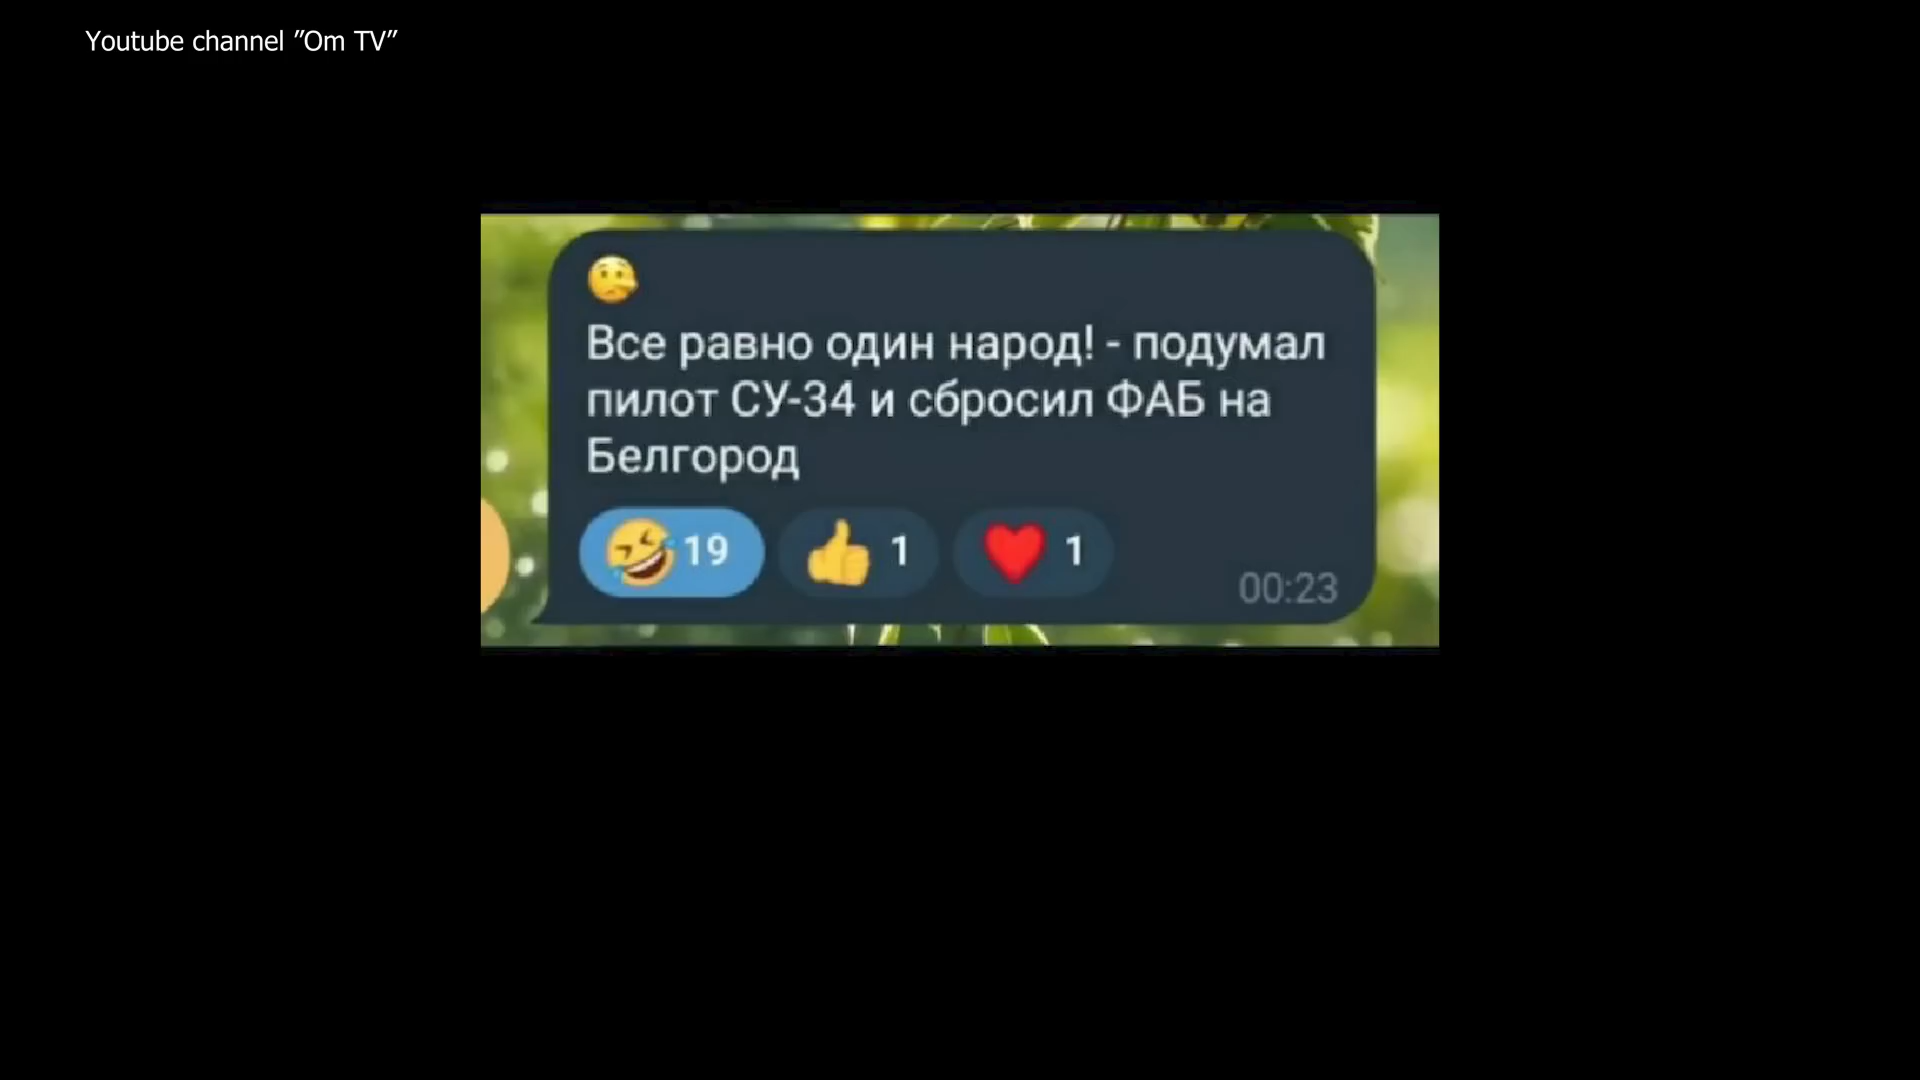 Youtube channel ”Om TV”
Все равно один народ! - подумал
пилот СУ-34 и сбросил ФАБ на
Белгород
19 1 1
00:23